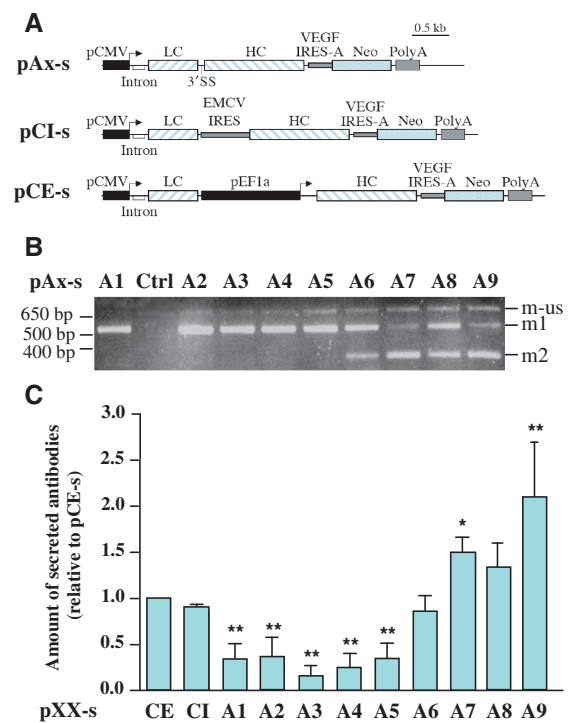 A
0.5 kb
VEGF
pCMV LC HC IRES-A Neo PolyA
pAx-s
Intron 3′SS
EMCV VEGF
pCMV LC IRES HC IRES-A Neo PolyA
pCI-s
Intron
VEGF
pCMV LC pEF1a HC IRES-A Neo PolyA
pCE-s
Intron
B
pAx-s A1 Ctrl A2 A3 A4 A5 A6 A7 A8 A9
650 bp m-us
500 bp m1
400 bp m2
C
Amount of secreted antibodies
(relative to pCE-s)
3.0
2.5
2.0
1.5
1.0
0.5
0.0
** ** ** ** ** * **
pXX-s CE CI A1 A2 A3 A4 A5 A6 A7 A8 A9